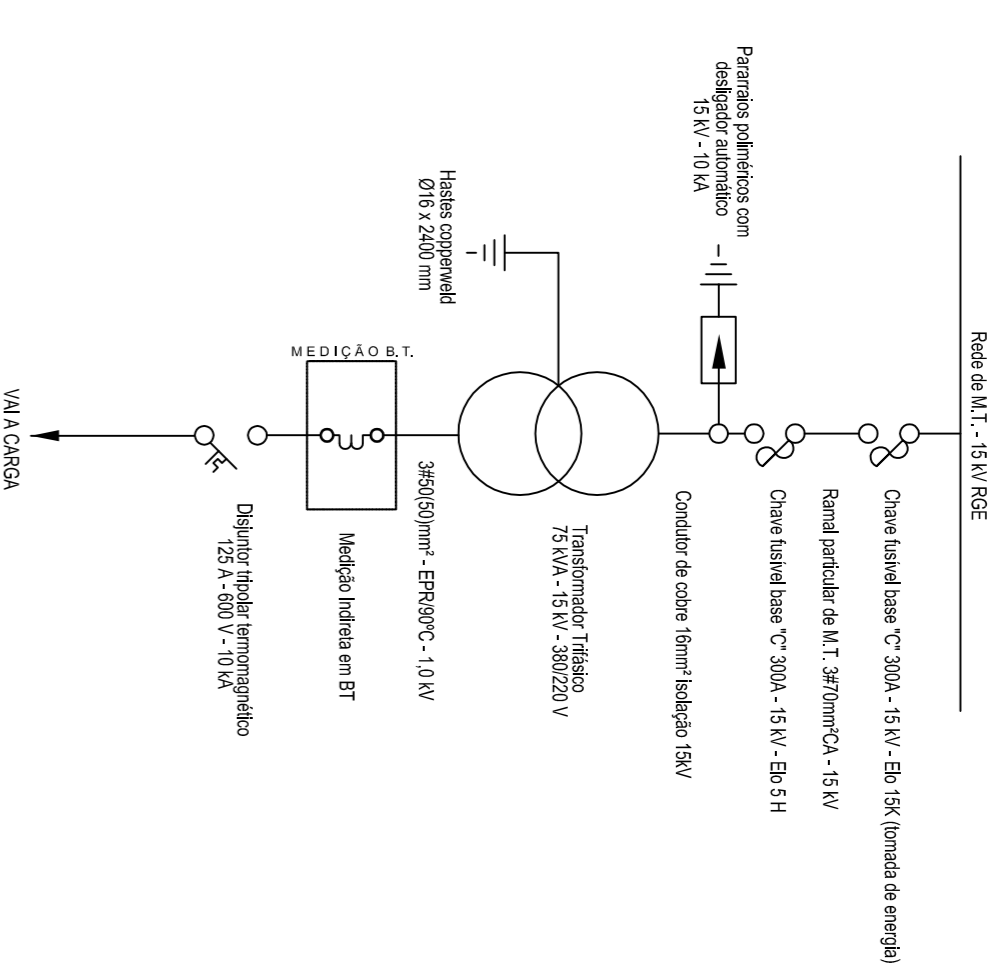 Rede de M.T. - 15 kV RGE
Chave fusível base "C" 300A - 15 kV - Elo 15K (tomada de energia)
Ramal particular de M.T. 3#70mm²CA - 15 kV
Chave fusível base "C" 300A - 15 kV - Elo 5 H
Pararraios poliméricos com
desligador automático
15 kV - 10 kA
Condutor de cobre 16mm² isolação 15kV
Transformador Trifásico
75 kVA - 15 kV - 380/220 V
Hastes copperweld
Ø16 x 2400 mm
3#50(50)mm² - EPR/90ºC - 1,0 kV
MEDIÇÃO B.T.
Medição Indireta em BT
Disjuntor tripolar termomagnético
125 A - 600 V - 10 kA
VAI A CARGA